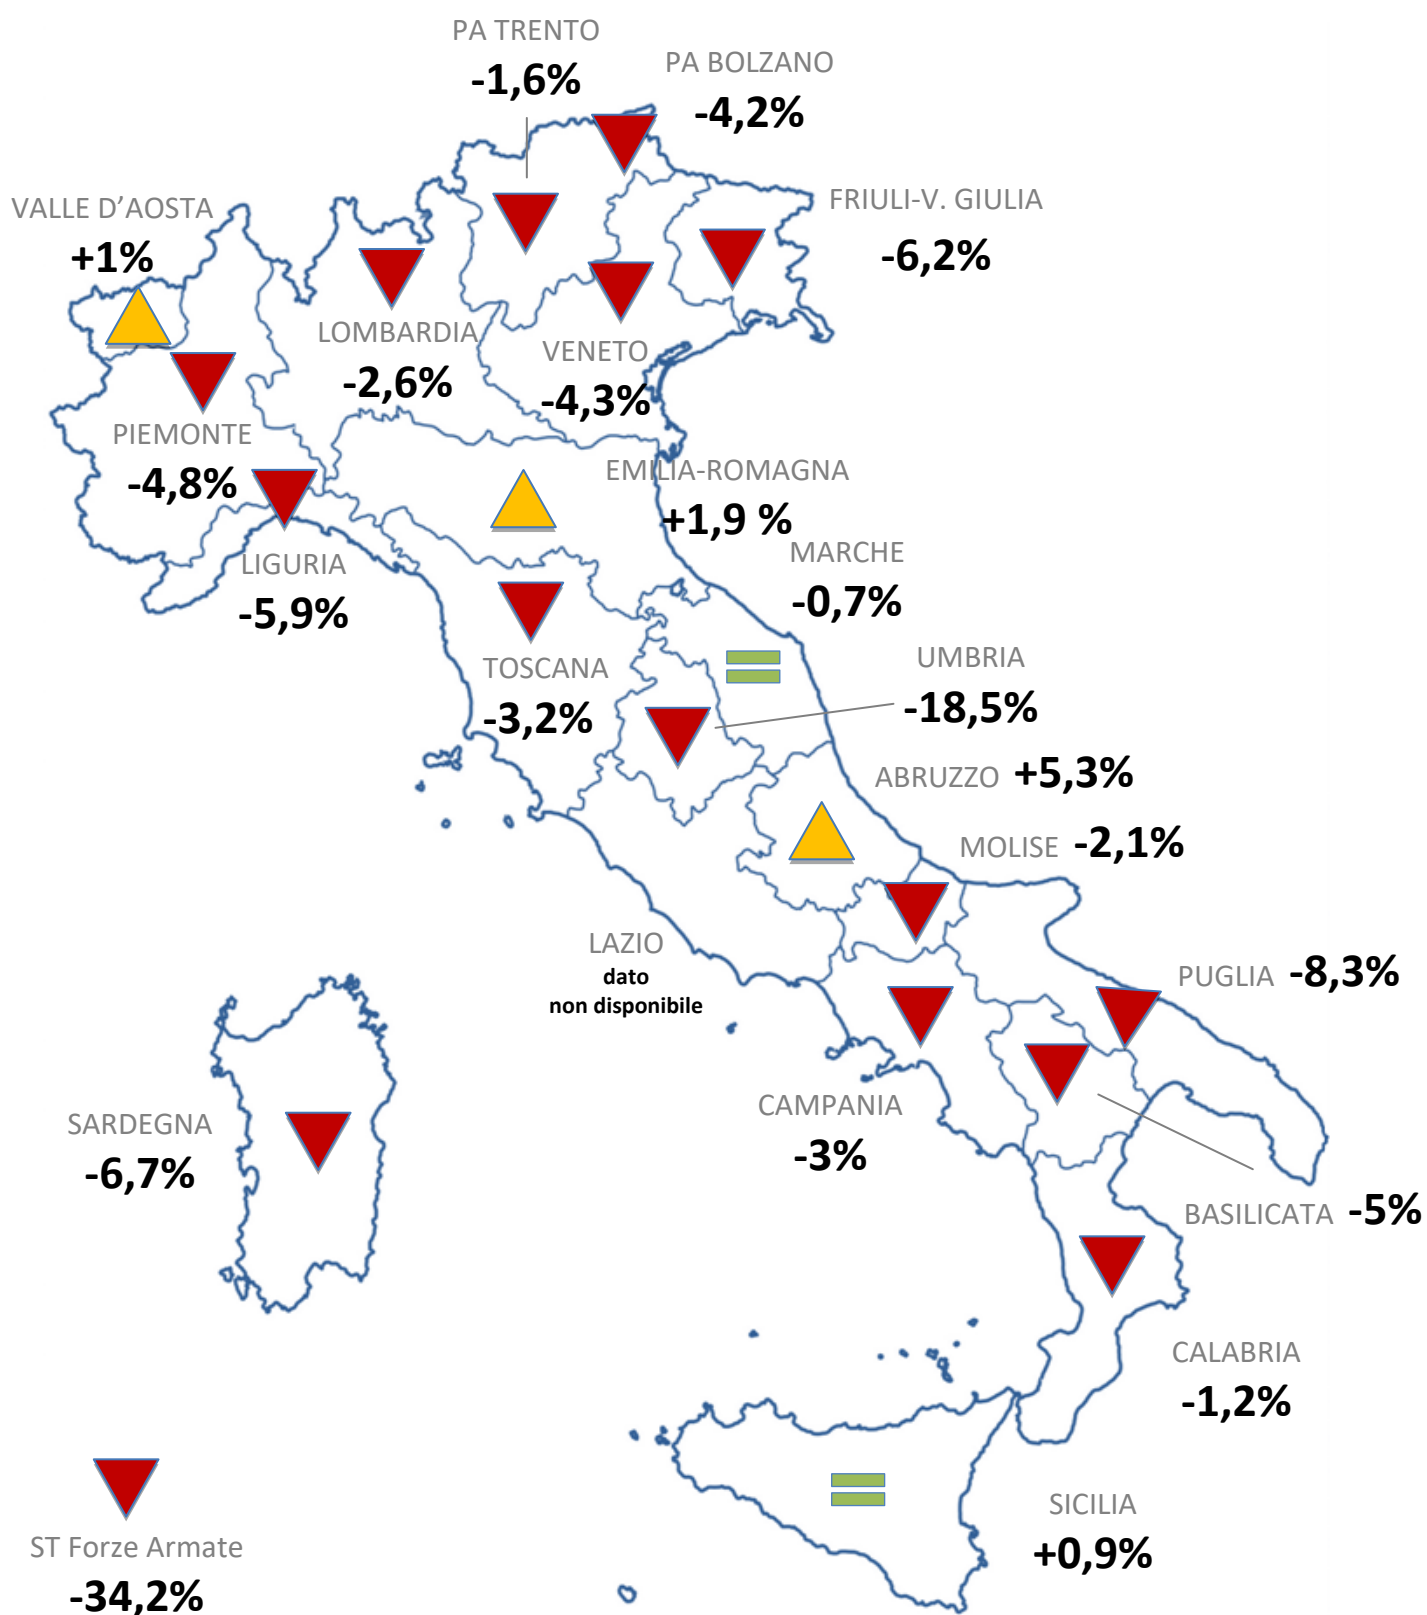 PA TRENTO
-1,6%
PA BOLZANO
-4,2%
VALLE D’AOSTA
+1%
FRIULI-V. GIULIA
-6,2%
LOMBARDIA
-2,6%
VENETO
-4,3%
PIEMONTE
-4,8%
EMILIA-ROMAGNA
+1,9 %
LIGURIA
-5,9%
MARCHE
-0,7%
TOSCANA
-3,2%
UMBRIA
-18,5%
ABRUZZO +5,3%
MOLISE -2,1%
LAZIO
dato
non disponibile
PUGLIA -8,3%
CAMPANIA
-3%
SARDEGNA
-6,7%
BASILICATA -5%
CALABRIA
-1,2%
SICILIA
+0,9%
ST Forze Armate
-34,2%